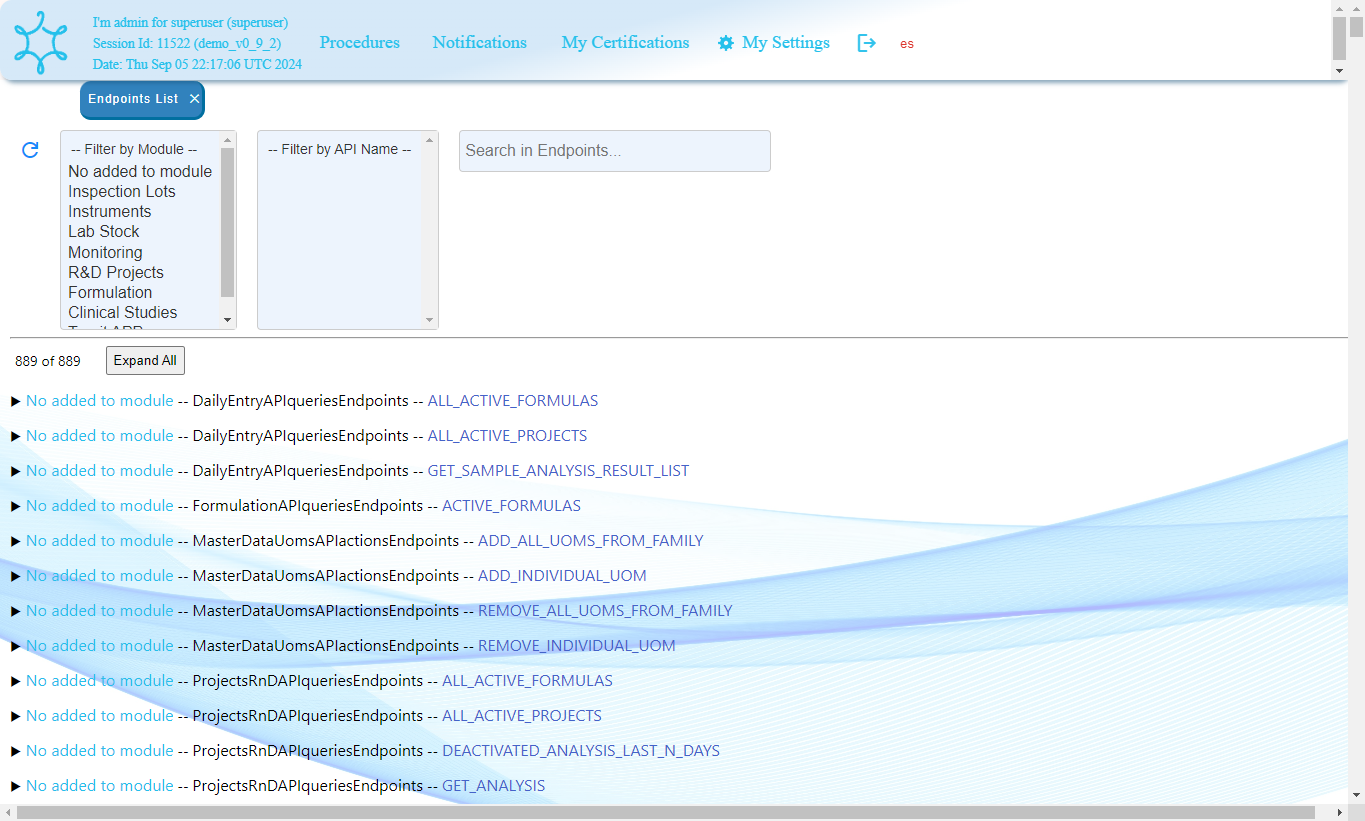 I'm admin for superuser (superuser)
Session Id: 11522 (demo_v0_9_2)
Date: Thu Sep 05 22:17:06 UTC 2024
Procedures
Notifications
My Certifications
My Settings
es
Endpoints List
-- Filter by Module --
No added to module
Inspection Lots
Instruments
Lab Stock
Monitoring
R&D Projects
Formulation
Clinical Studies
-- Filter by API Name --
Search in Endpoints...
889 of 889
Expand All
No added to module -- DailyEntryAPIqueriesEndpoints -- ALL_ACTIVE_FORMULAS
No added to module -- DailyEntryAPIqueriesEndpoints -- ALL_ACTIVE_PROJECTS
No added to module -- DailyEntryAPIqueriesEndpoints -- GET_SAMPLE_ANALYSIS_RESULT_LIST
No added to module -- FormulationAPIqueriesEndpoints -- ACTIVE_FORMULAS
No added to module -- MasterDataUomsAPIactionsEndpoints -- ADD_ALL_UOMS_FROM_FAMILY
No added to module -- MasterDataUomsAPIactionsEndpoints -- ADD_INDIVIDUAL_UOM
No added to module -- MasterDataUomsAPIactionsEndpoints -- REMOVE_ALL_UOMS_FROM_FAMILY
No added to module -- MasterDataUomsAPIactionsEndpoints -- REMOVE_INDIVIDUAL_UOM
No added to module -- ProjectsRnDAPIqueriesEndpoints -- ALL_ACTIVE_FORMULAS
No added to module -- ProjectsRnDAPIqueriesEndpoints -- ALL_ACTIVE_PROJECTS
No added to module -- ProjectsRnDAPIqueriesEndpoints -- DEACTIVATED_ANALYSIS_LAST_N_DAYS
No added to module -- ProjectsRnDAPIqueriesEndpoints -- GET_ANALYSIS